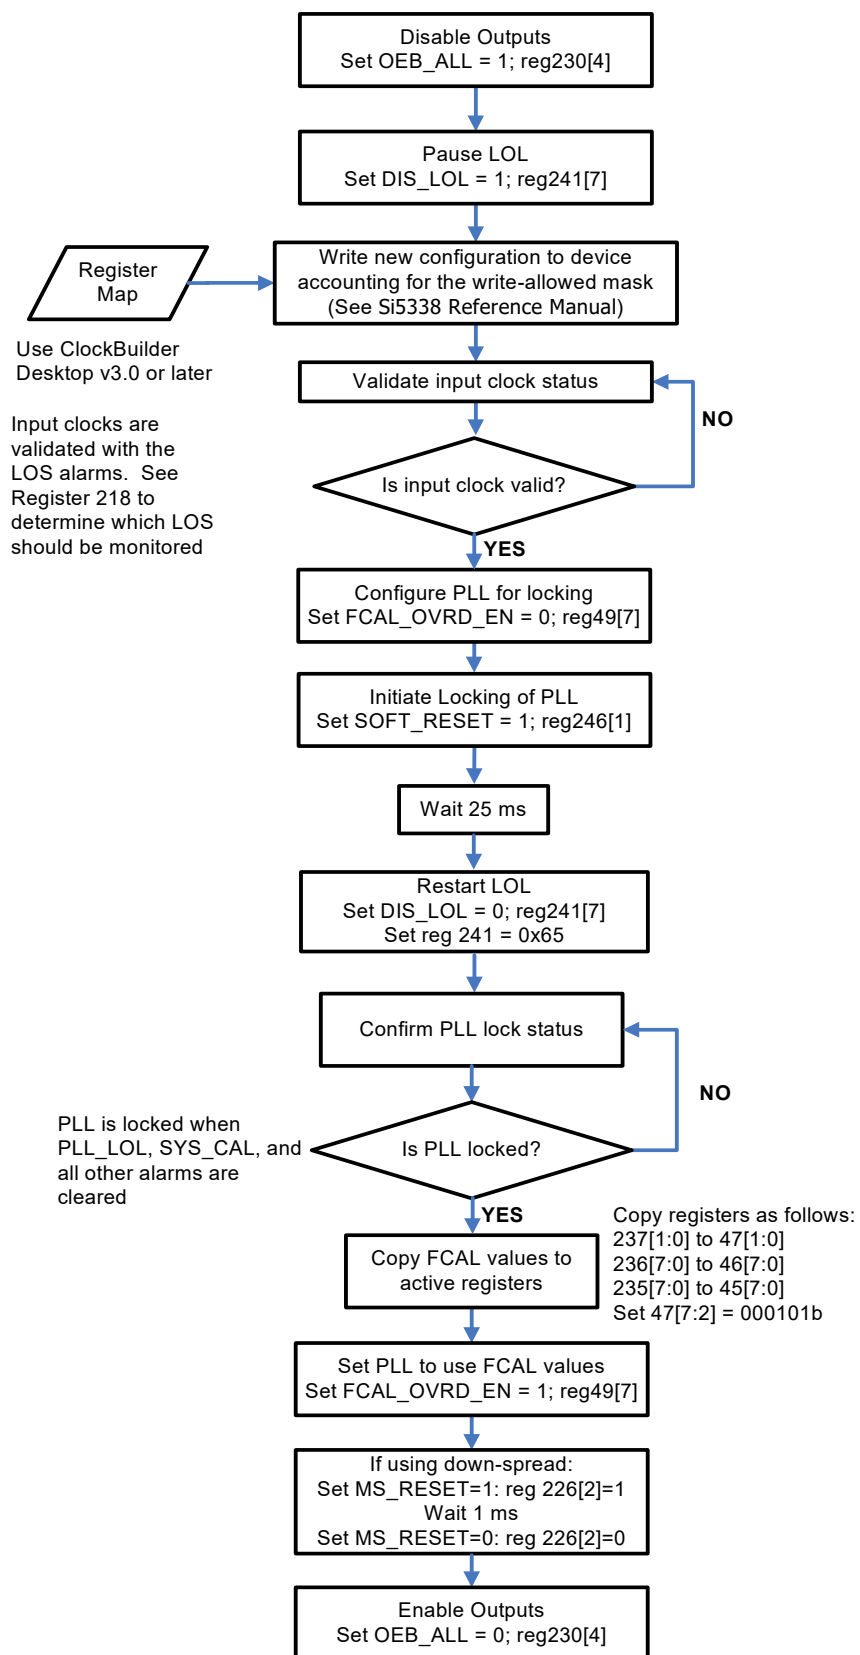 Disable Outputs
Set OEB_ALL = 1; reg230[4]
Pause LOL
Set DIS_LOL = 1; reg241[7]
Register
Map
Write new configuration to device
accounting for the write-allowed mask
(See Si5338 Reference Manual)
Use ClockBuilder
Desktop v3.0 or later
Validate input clock status
NO
Input clocks are
validated with the
LOS alarms.  See
Register 218 to
determine which LOS
should be monitored
Is input clock valid?
YES
Configure PLL for locking
Set FCAL_OVRD_EN = 0; reg49[7]
Initiate Locking of PLL
Set SOFT_RESET = 1; reg246[1]
Wait 25 ms
Restart LOL
Set DIS_LOL = 0; reg241[7]
Set reg 241 = 0x65
Confirm PLL lock status
NO
PLL is locked when
PLL_LOL, SYS_CAL, and
all other alarms are
cleared
Is PLL locked?
YES
Copy FCAL values to
active registers
Copy registers as follows:
237[1:0] to 47[1:0]
236[7:0] to 46[7:0]
235[7:0] to 45[7:0]
Set 47[7:2] = 000101b
Set PLL to use FCAL values
Set FCAL_OVRD_EN = 1; reg49[7]
If using down-spread:
Set MS_RESET=1: reg 226[2]=1
Wait 1 ms
Set MS_RESET=0: reg 226[2]=0
Enable Outputs
Set OEB_ALL = 0; reg230[4]